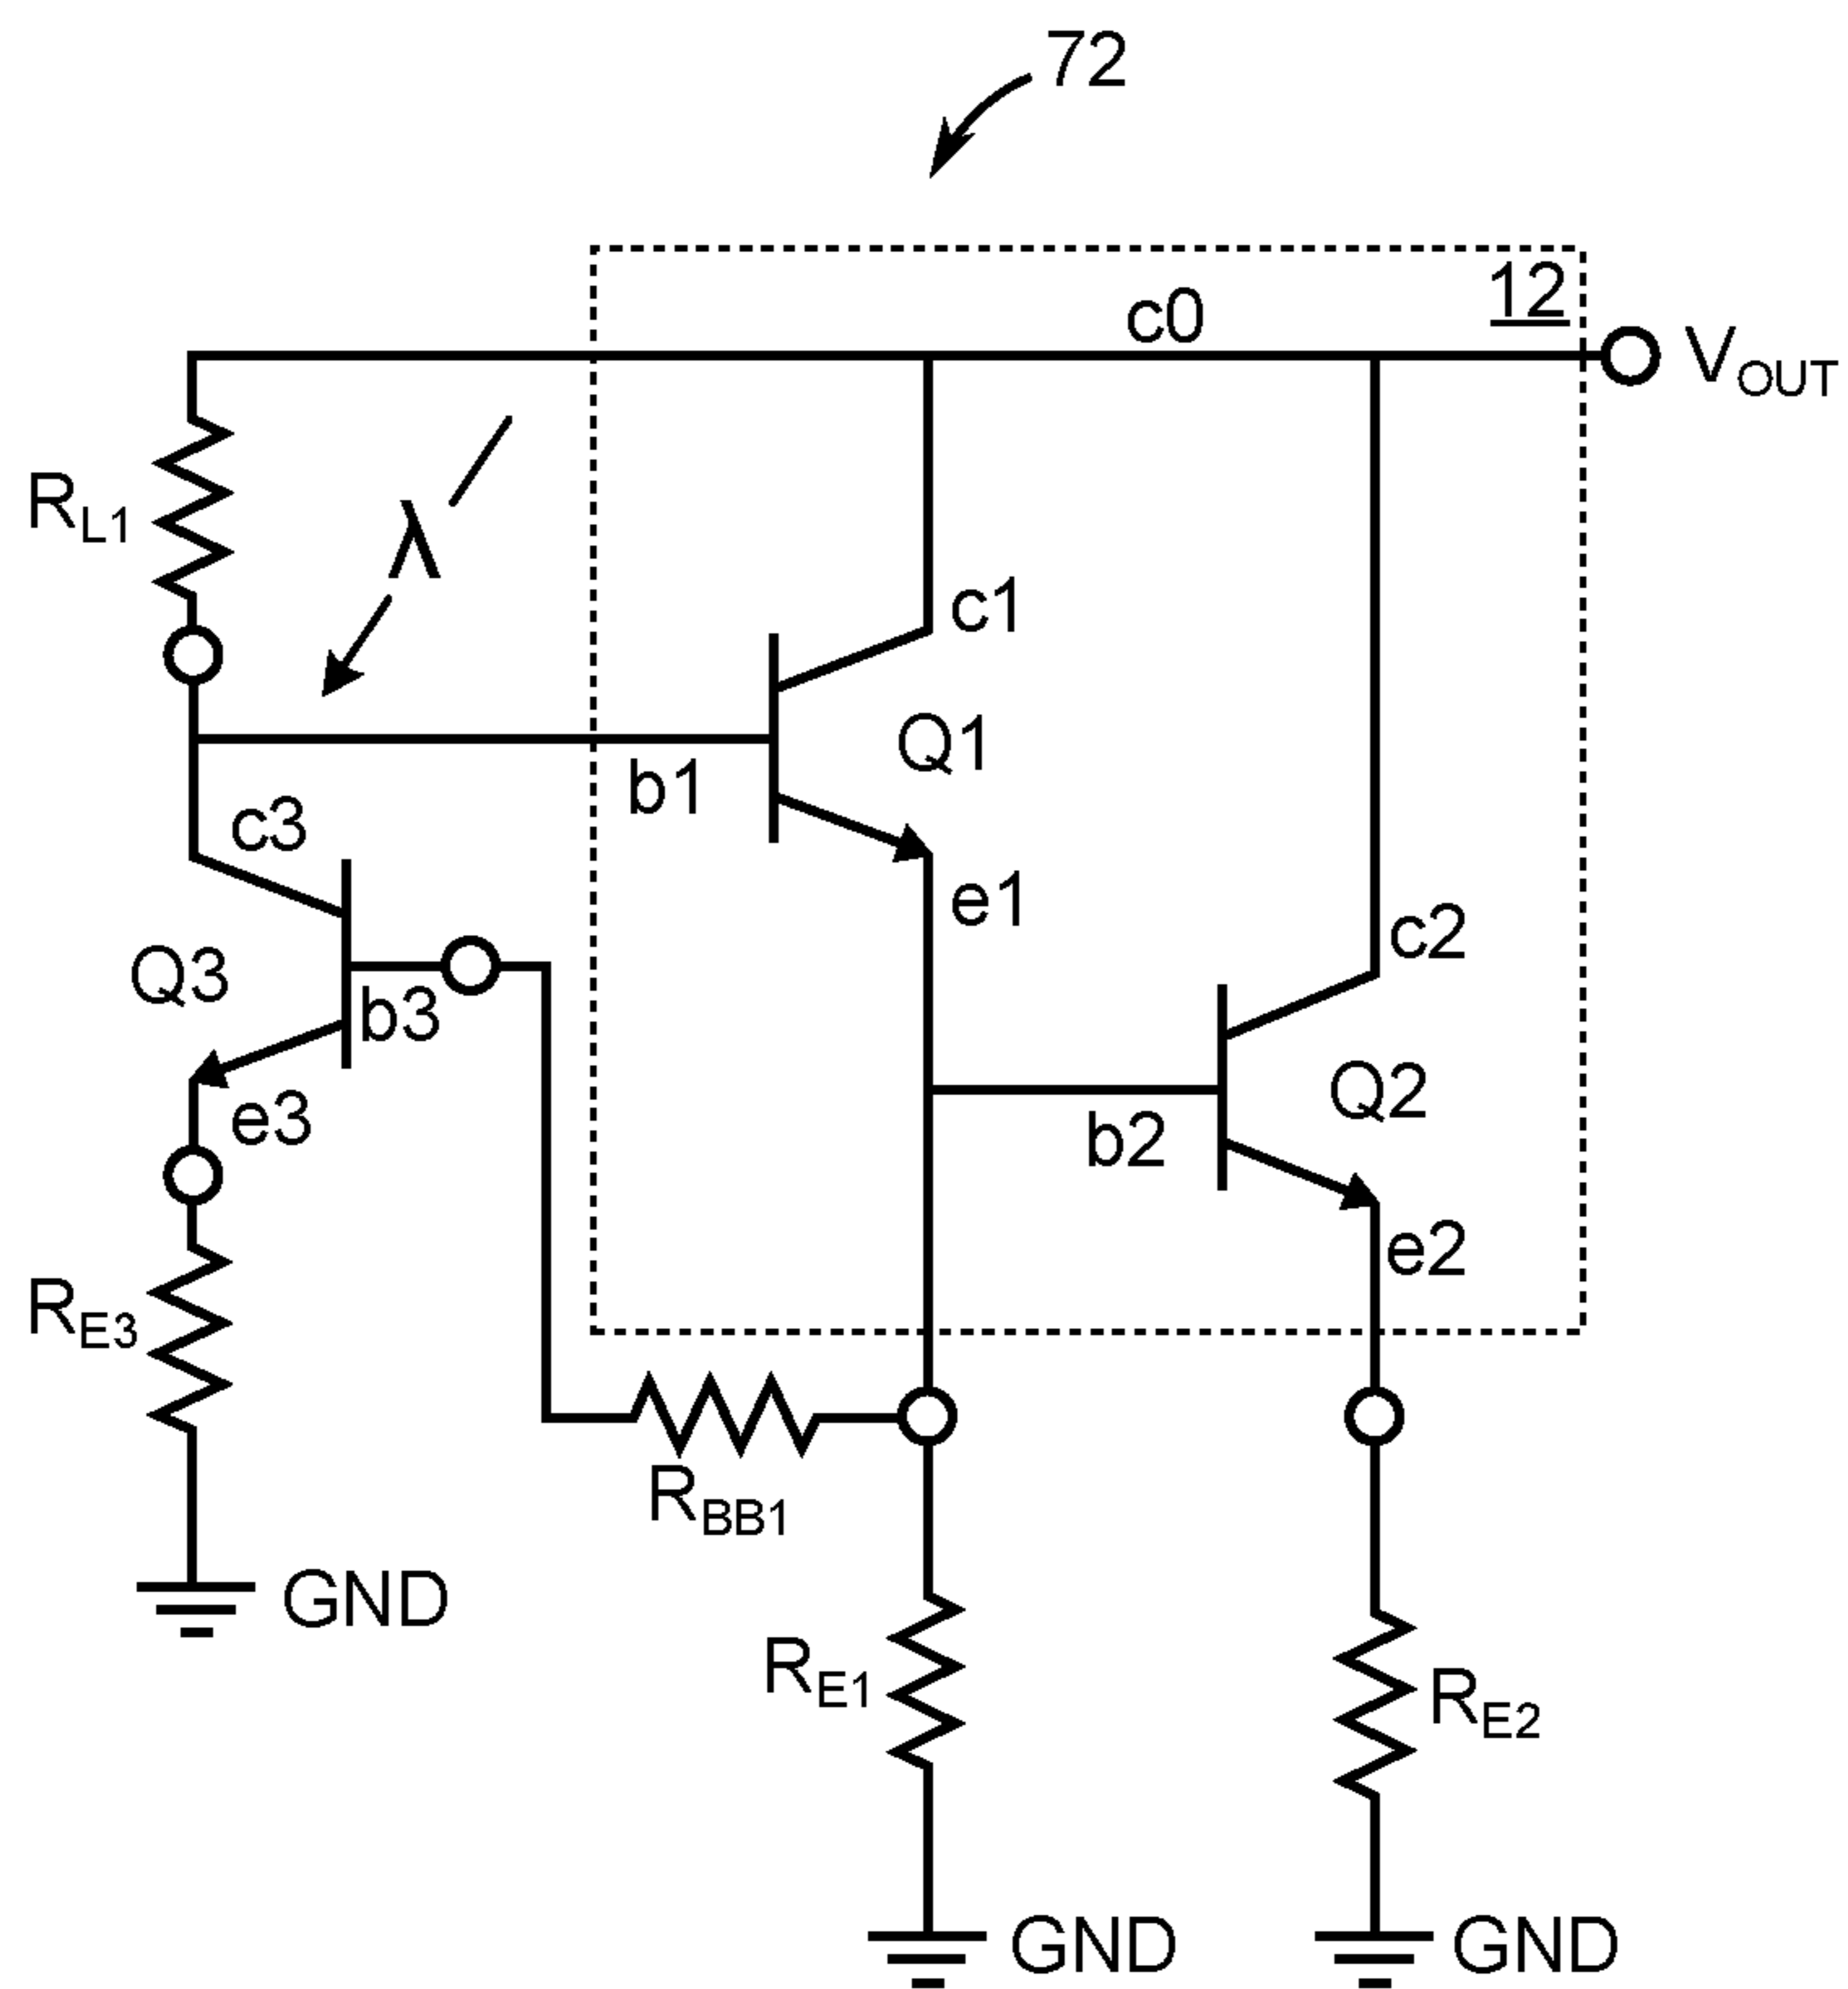 72
12
c0
VOUT
RL1
λ
c1
Q1
b1
c3
e1
c2
Q3
b3
Q2
e3
b2
e2
RE3
RBB1
GND
RE1
RE2
GND
GND